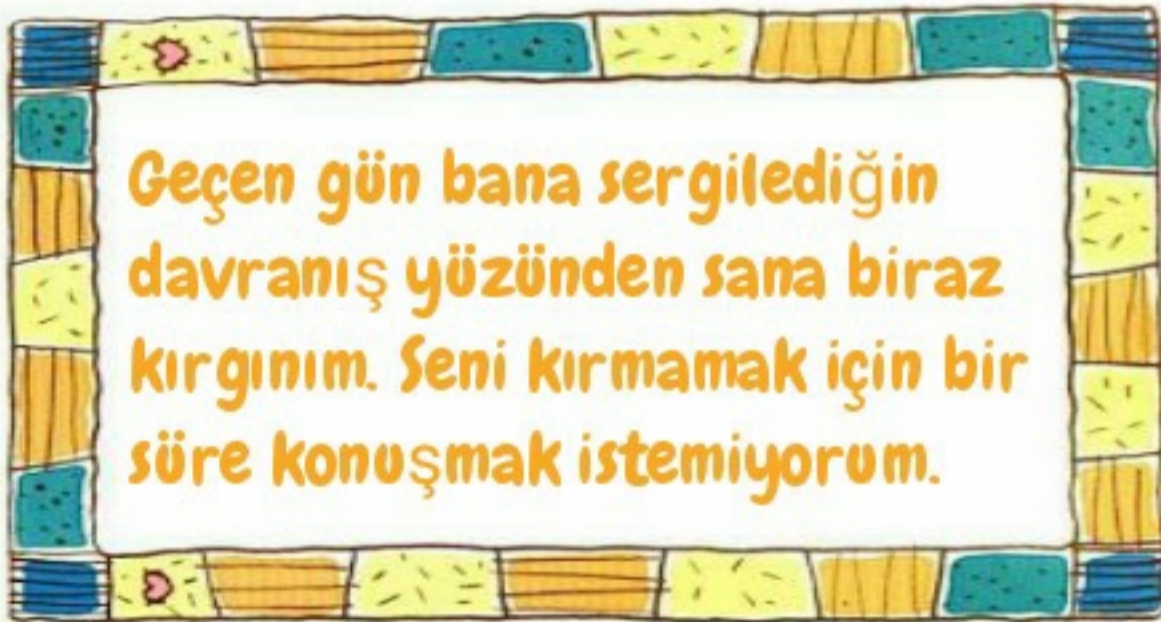 Geçen gün bana sergilediğin
davranış yüzünden sana biraz
kırgınım. Seni kırmamak için bir
süre konuşmak istemiyorum.